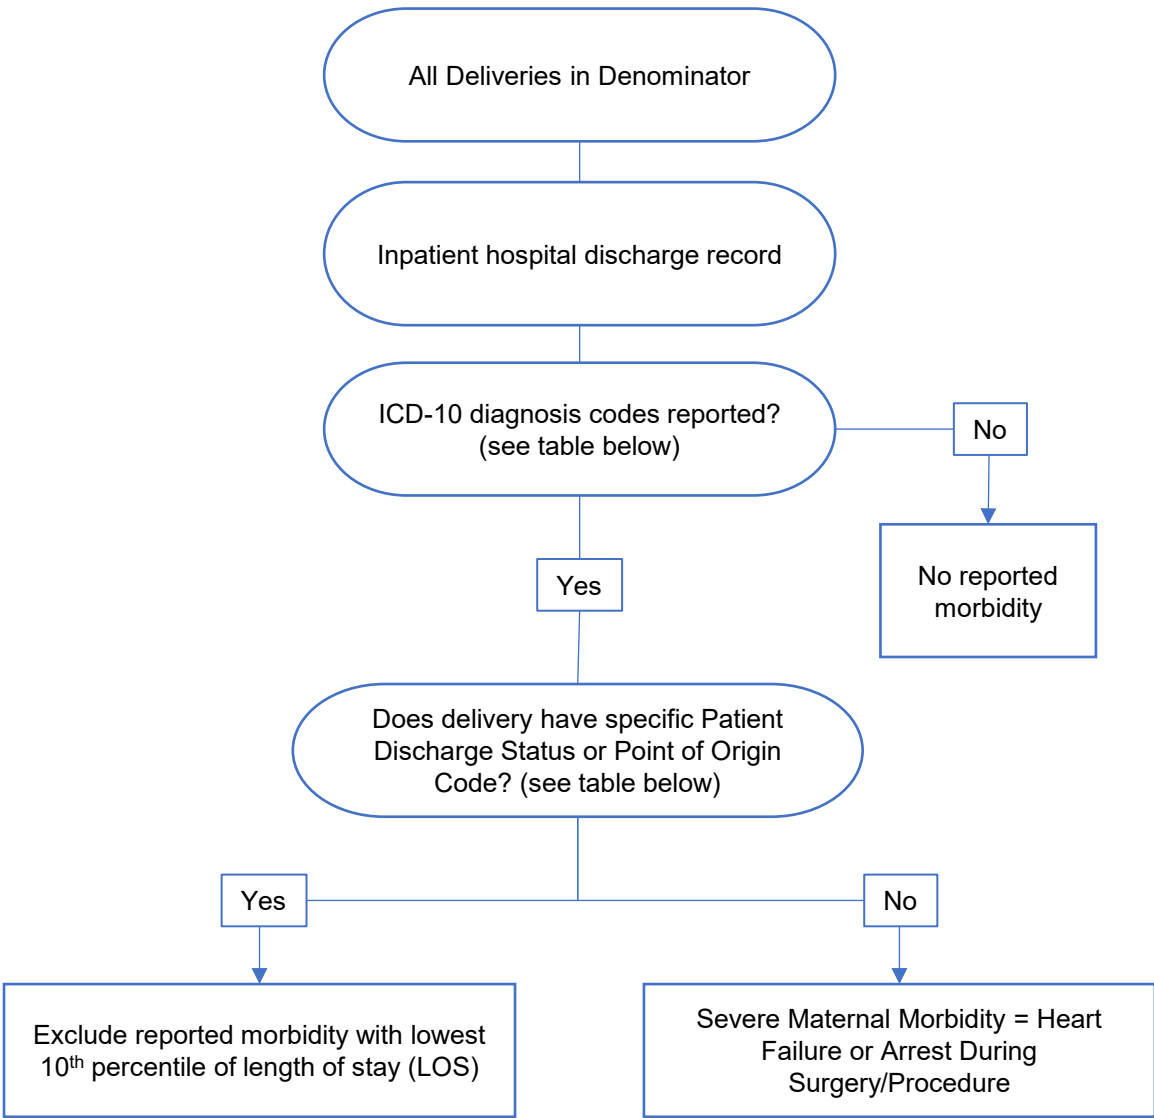 All Deliveries in Denominator
Inpatient hospital discharge record
ICD-10 diagnosis codes reported?
(see table below)
No
No reported
morbidity
Yes
Does delivery have specific Patient
Discharge Status or Point of Origin
Code? (see table below)
Yes
No
Exclude reported morbidity with lowest
10th percentile of length of stay (LOS)
Severe Maternal Morbidity = Heart
Failure or Arrest During
Surgery/Procedure